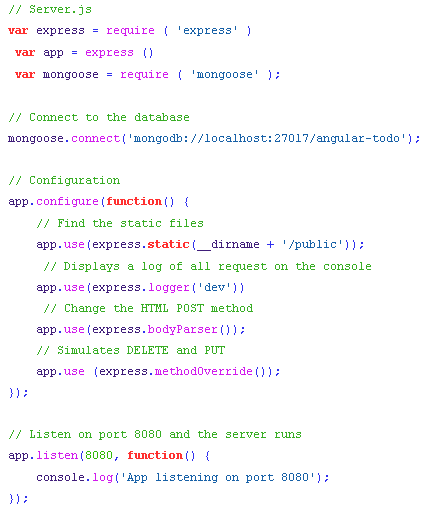 // Server.js
var express = require ( 'express' )
 var app = express ()
 var mongoose = require ( 'mongoose' );

// Connect to the database
mongoose.connect('mongodb://localhost:27017/angular-todo');

// Configuration
app.configure(function() {
    // Find the static files
    app.use(express.static(__dirname + '/public'));
     // Displays a log of all request on the console
    app.use(express.logger('dev'))
     // Change the HTML POST method
    app.use(express.bodyParser());
    // Simulates DELETE and PUT
    app.use (express.methodOverride());
});

// Listen on port 8080 and the server runs
app.listen(8080, function() {
    console.log('App listening on port 8080');
});